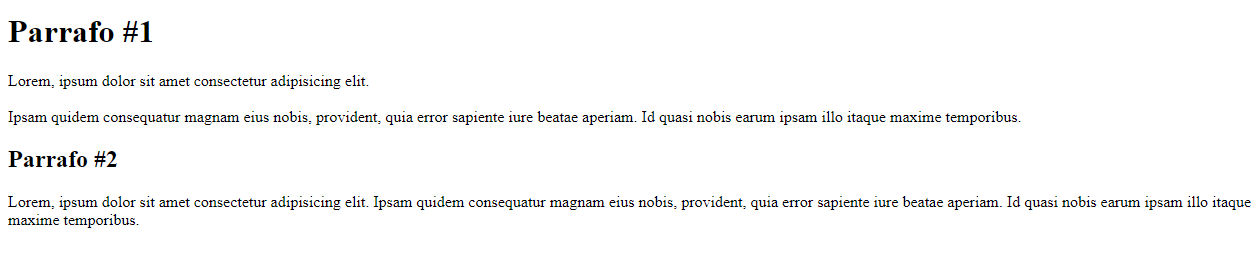 Parrafo #1
Lorem, ipsum dolor sit amet consectetur adipisicing elit.
Ipsam quidem consequatur magnam eius nobis, provident, quia error sapiente iure beatae aperiam. Id quasi nobis earum ipsam illo itaque maxime temporibus.
Parrafo #2
Lorem, ipsum dolor sit amet consectetur adipisicing elit. Ipsam quidem consequatur magnam eius nobis, provident, quia error sapiente iure beatae aperiam. Id quasi nobis earum ipsam illo itaque
maxime temporibus.